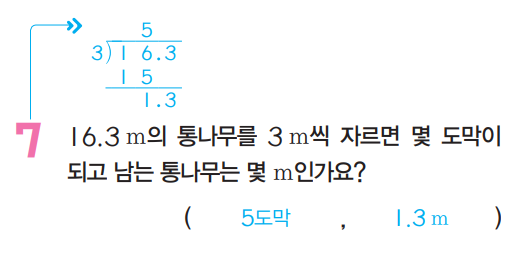 5
3)16.3
15
1.3
7 16.3 m의 통나무를 3 m씩 자르면 몇 도막이
되고 남는 통나무는 몇 m인가요?
( 5도막 , 1.3 m )